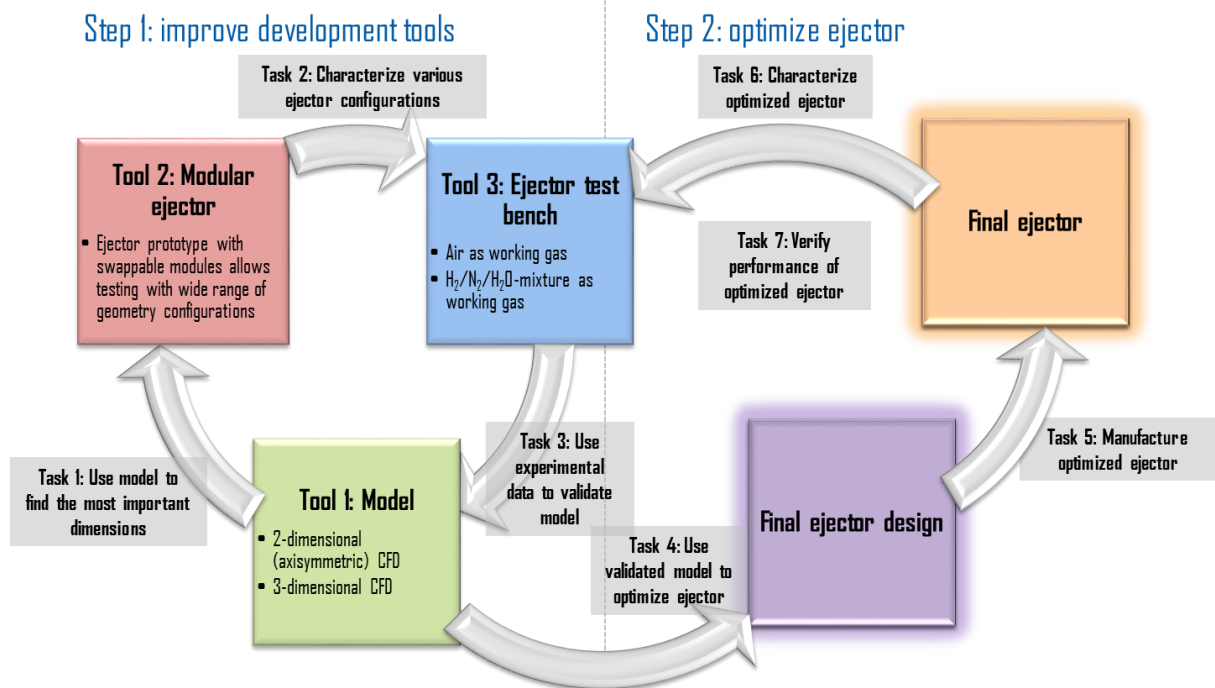 Step 1: improve development tools
Step 2: optimize ejector
Task 2: Characterize various
ejector configurations
Task 6: Characterize
optimized ejector
Tool 2: Modular
ejector
• Ejector prototype with
swappable modules allows
testing with wide range of
geometry configurations
Tool 3: Ejector test
bench
• Air as working gas
• H₂/N₂/H₂O-mixture as
working gas
Final ejector
Task 7: Verify
performance of
optimized ejector
Task 1: Use model to
find the most important
dimensions
Tool 1: Model
• 2-dimensional
(axisymmetric) CFD
• 3-dimensional CFD
Task 3: Use
experimental
data to validate
model
Task 4: Use
validated model to
optimize ejector
Final ejector design
Task 5: Manufacture
optimized ejector